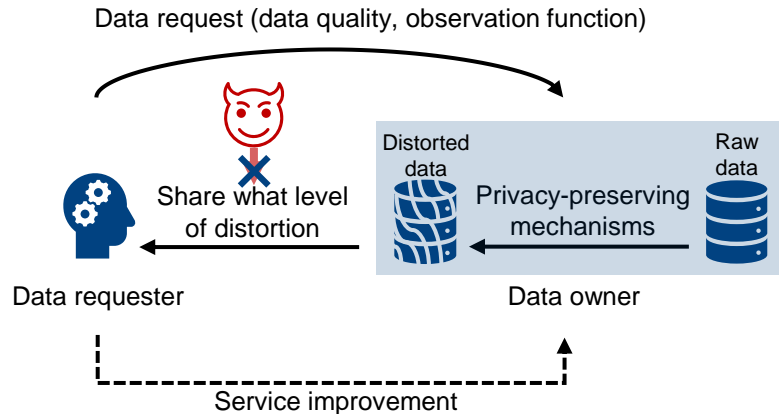 Data request (data quality, observation function)
Distorted
data
Raw
data
Share what level
of distortion
Privacy-preserving
mechanisms
Data requester
Data owner
Service improvement